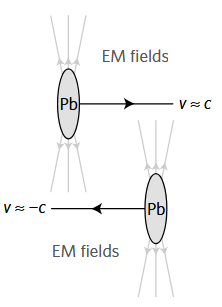 EM fields
Pb
v ≈ c
v ≈ −c
Pb
EM fields